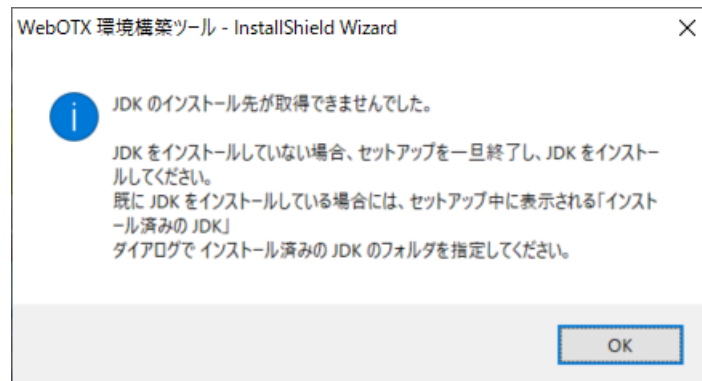 WebOTX 環境構築ツール - InstallShield Wizard
JDK のインストール先が取得できませんでした。
JDK をインストールしていない場合、セットアップを一旦終了し、JDK をインストー
ルしてください。
既に JDK をインストールしている場合には、セットアップ中に表示される「インスト
ール済みの JDK」
ダイアログで インストール済みの JDK のフォルダを指定してください。
OK